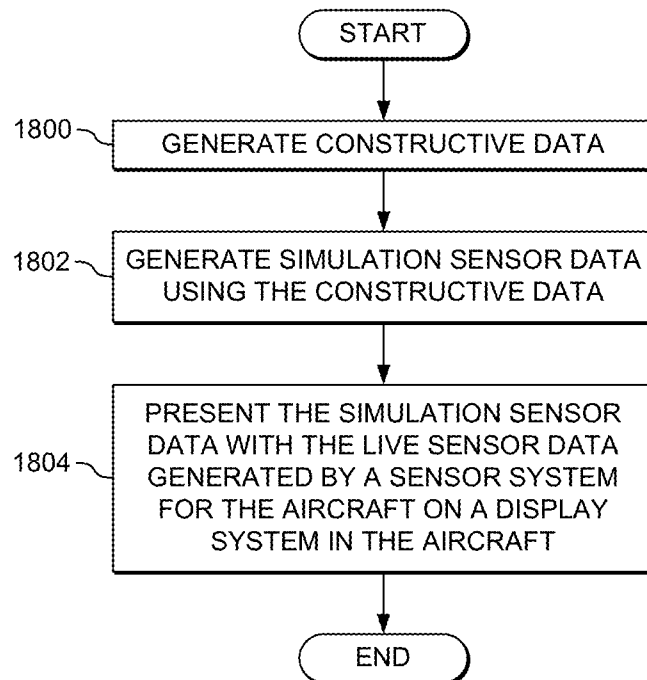 START
1800
GENERATE CONSTRUCTIVE DATA
1802
GENERATE SIMULATION SENSOR DATA
USING THE CONSTRUCTIVE DATA
1804
PRESENT THE SIMULATION SENSOR
DATA WITH THE LIVE SENSOR DATA
GENERATED BY A SENSOR SYSTEM
FOR THE AIRCRAFT ON A DISPLAY
SYSTEM IN THE AIRCRAFT
END